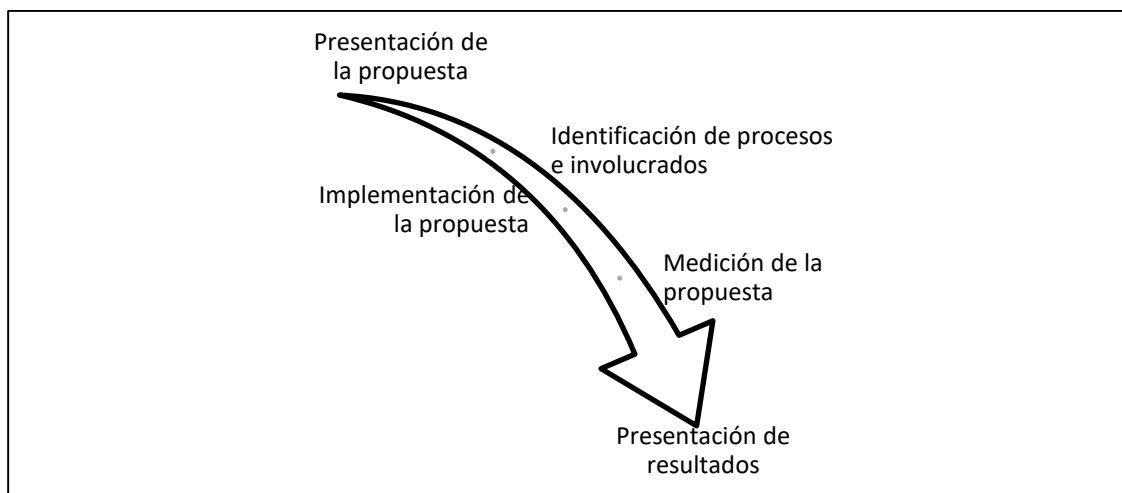 Presentación de
la propuesta
Identificación de procesos
e involucrados
Implementación de
la propuesta
Medición de la
propuesta
Presentación de
resultados